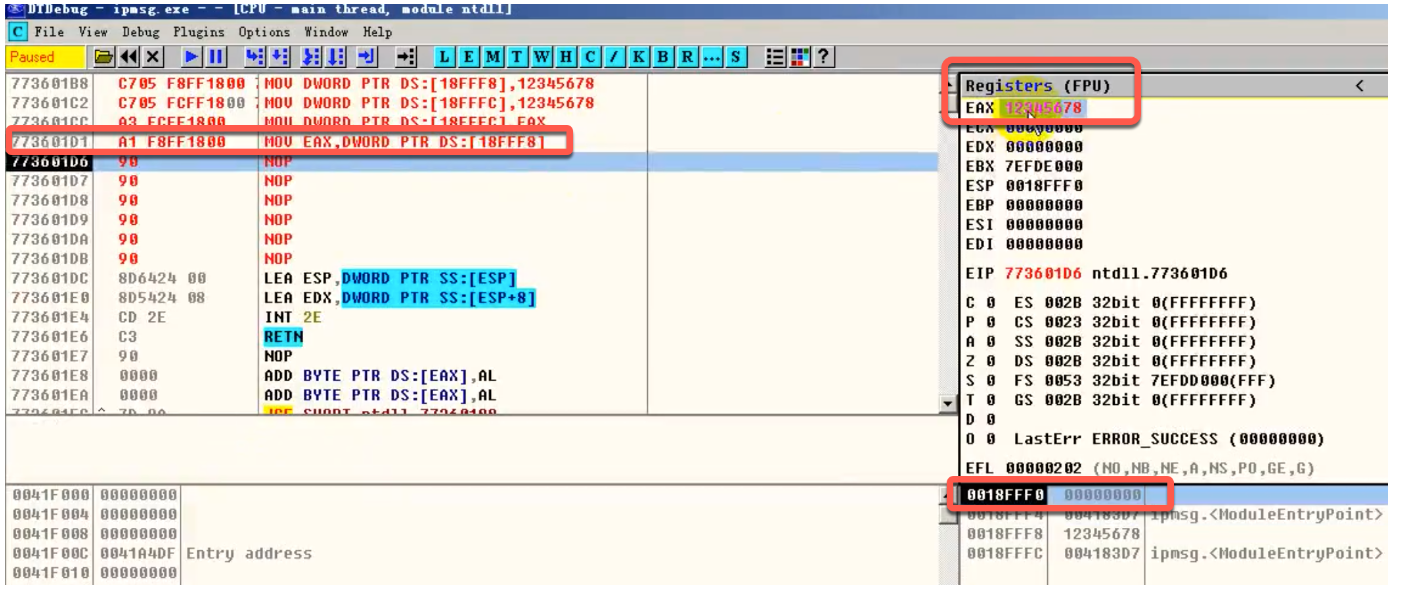 DTDebug - ipmsg.exe - - [CPU - main thread, module ntdll]
C File View Debug Plugins Options Window Help
Paused L E M T W H C / K B R ... S ?
773601B8 C705 F8FF1800 MOV DWORD PTR DS:[18FFF8],12345678
773601C2 C705 FCFF1800 MOV DWORD PTR DS:[18FFFC],12345678
773601CC A3 FCFF1800 MOV DWORD PTR DS:[18FFFC],EAX
773601D1 A1 F8FF1800 MOV EAX,DWORD PTR DS:[18FFF8]
773601D6 90 NOP
773601D7 90 NOP
773601D8 90 NOP
773601D9 90 NOP
773601DA 90 NOP
773601DB 90 NOP
773601DC 8D6424 00 LEA ESP,DWORD PTR SS:[ESP]
773601E0 8D5424 08 LEA EDX,DWORD PTR SS:[ESP+8]
773601E4 CD 2E INT 2E
773601E6 C3 RETN
773601E7 90 NOP
773601E8 0000 ADD BYTE PTR DS:[EAX],AL
773601EA 0000 ADD BYTE PTR DS:[EAX],AL
Registers (FPU) <
EAX 12345678
ECX 00000000
EDX 00000000
EBX 7EFDE000
ESP 0018FFF0
EBP 00000000
ESI 00000000
EDI 00000000
EIP 773601D6 ntdll.773601D6
C 0 ES 002B 32bit 0(FFFFFFFF)
P 0 CS 0023 32bit 0(FFFFFFFF)
A 0 SS 002B 32bit 0(FFFFFFFF)
Z 0 DS 002B 32bit 0(FFFFFFFF)
S 0 FS 0053 32bit 7EFDD000(FFF)
T 0 GS 002B 32bit 0(FFFFFFFF)
D 0
O 0 LastErr ERROR_SUCCESS (00000000)
EFL 00000202 (NO,NB,NE,A,NS,PO,GE,G)
0041F000 00000000
0041F004 00000000
0041F008 00000000
0041F00C 0041A4DF Entry address
0041F010 00000000
0018FFF0 00000000
0018FFF4 004183D7 ipmsg.<ModuleEntryPoint>
0018FFF8 12345678
0018FFFC 004183D7 ipmsg.<ModuleEntryPoint>